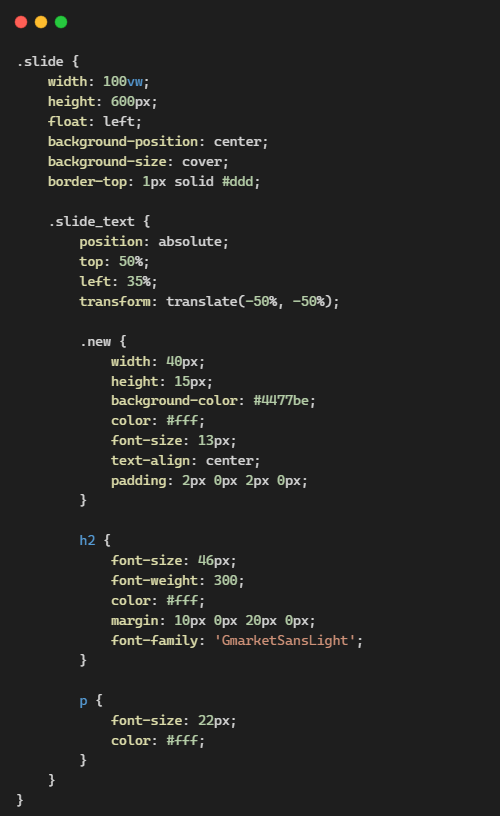 .slide {
    width: 100vw;
    height: 600px;
    float: left;
    background-position: center;
    background-size: cover;
    border-top: 1px solid #ddd;

    .slide_text {
        position: absolute;
        top: 50%;
        left: 35%;
        transform: translate(-50%, -50%);

        .new {
            width: 40px;
            height: 15px;
            background-color: #4477be;
            color: #fff;
            font-size: 13px;
            text-align: center;
            padding: 2px 0px 2px 0px;
        }

        h2 {
            font-size: 46px;
            font-weight: 300;
            color: #fff;
            margin: 10px 0px 20px 0px;
            font-family: 'GmarketSansLight';
        }

        p {
            font-size: 22px;
            color: #fff;
        }
    }
}